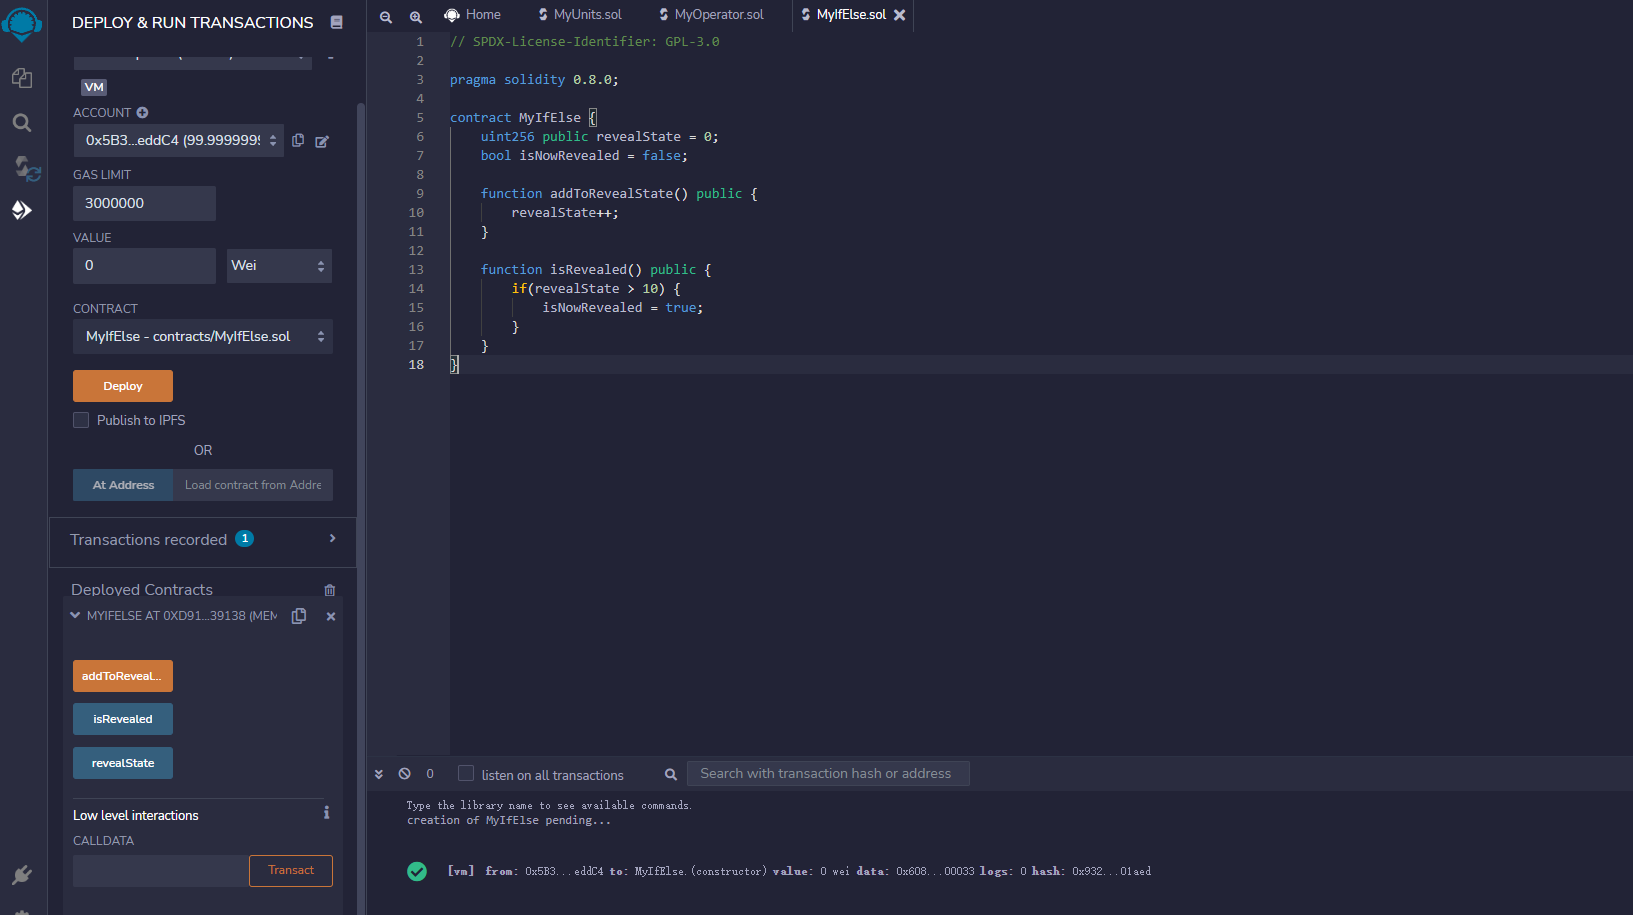 DEPLOY & RUN TRANSACTIONS
VM
ACCOUNT
0x5B3...eddC4 (99.9999999
GAS LIMIT
3000000
VALUE
0
Wei
CONTRACT
MyIfElse - contracts/MyIfElse.sol
Deploy
Publish to IPFS
OR
At Address
Load contract from Addre
Transactions recorded 1
Deployed Contracts
MYIFELSE AT 0XD91...39138 (MEM
addToReveal...
isRevealed
revealState
Low level interactions
CALLDATA
Transact
Home
MyUnits.sol
MyOperator.sol
MyIfElse.sol
1 // SPDX-License-Identifier: GPL-3.0
2
3 pragma solidity 0.8.0;
4
5 contract MyIfElse {
6 uint256 public revealState = 0;
7 bool isNowRevealed = false;
8
9 function addToRevealState() public {
10 revealState++;
11 }
12
13 function isRevealed() public {
14 if(revealState > 10) {
15 isNowRevealed = true;
16 }
17 }
18 }
0
listen on all transactions
Search with transaction hash or address
Type the library name to see available commands.
creation of MyIfElse pending...
[vm] from: 0x5B3...eddC4 to: MyIfElse.(constructor) value: 0 wei data: 0x608...00033 logs: 0 hash: 0x932...01aed